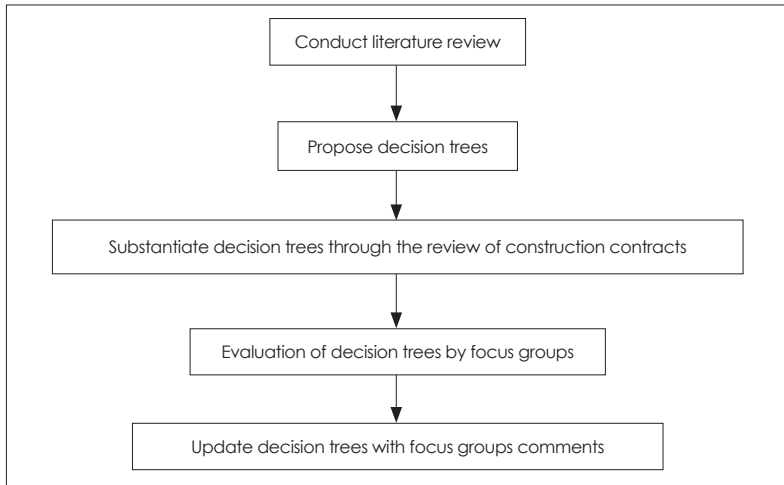 Conduct literature review
Propose decision trees
Substantiate decision trees through the review of construction contracts
Evaluation of decision trees by focus groups
Update decision trees with focus groups comments